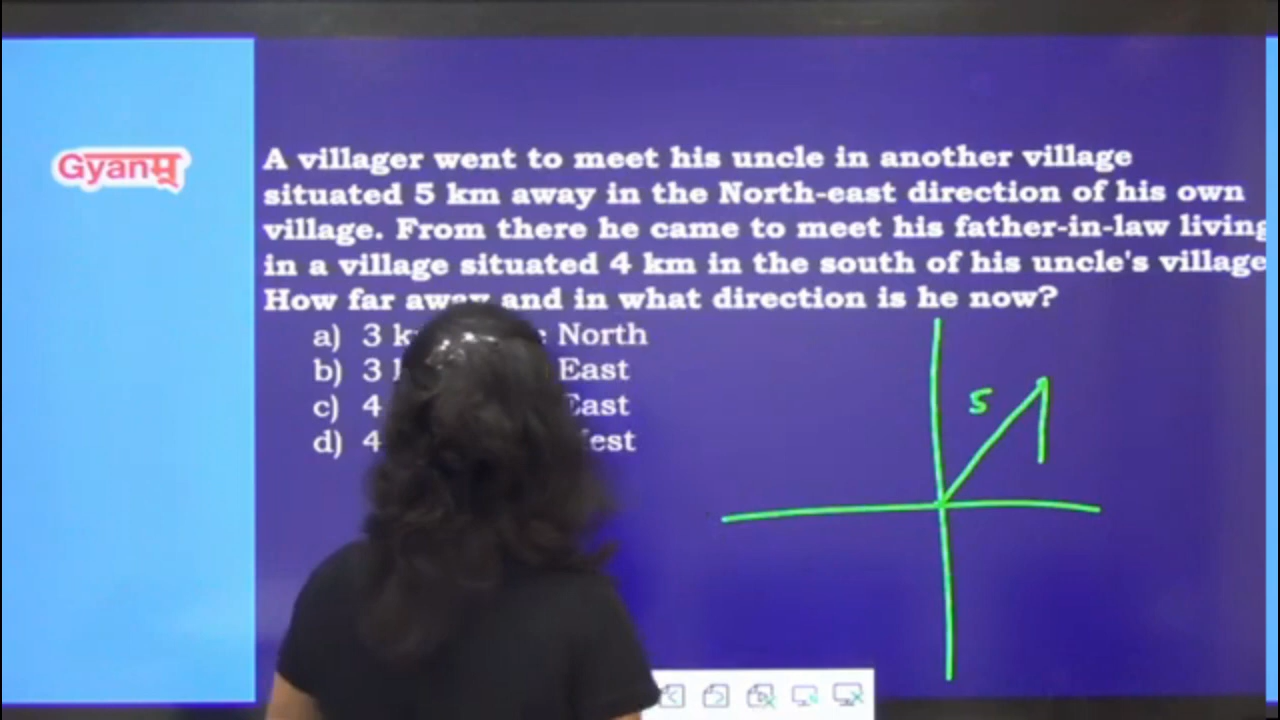 Gyanम्
A villager went to meet his uncle in another village
situated 5 km away in the North-east direction of his own
village. From there he came to meet his father-in-law living
in a village situated 4 km in the south of his uncle's village
How far away and in what direction is he now?
a) 3 North
b) 3 East
c) 4 East
d) 4
5